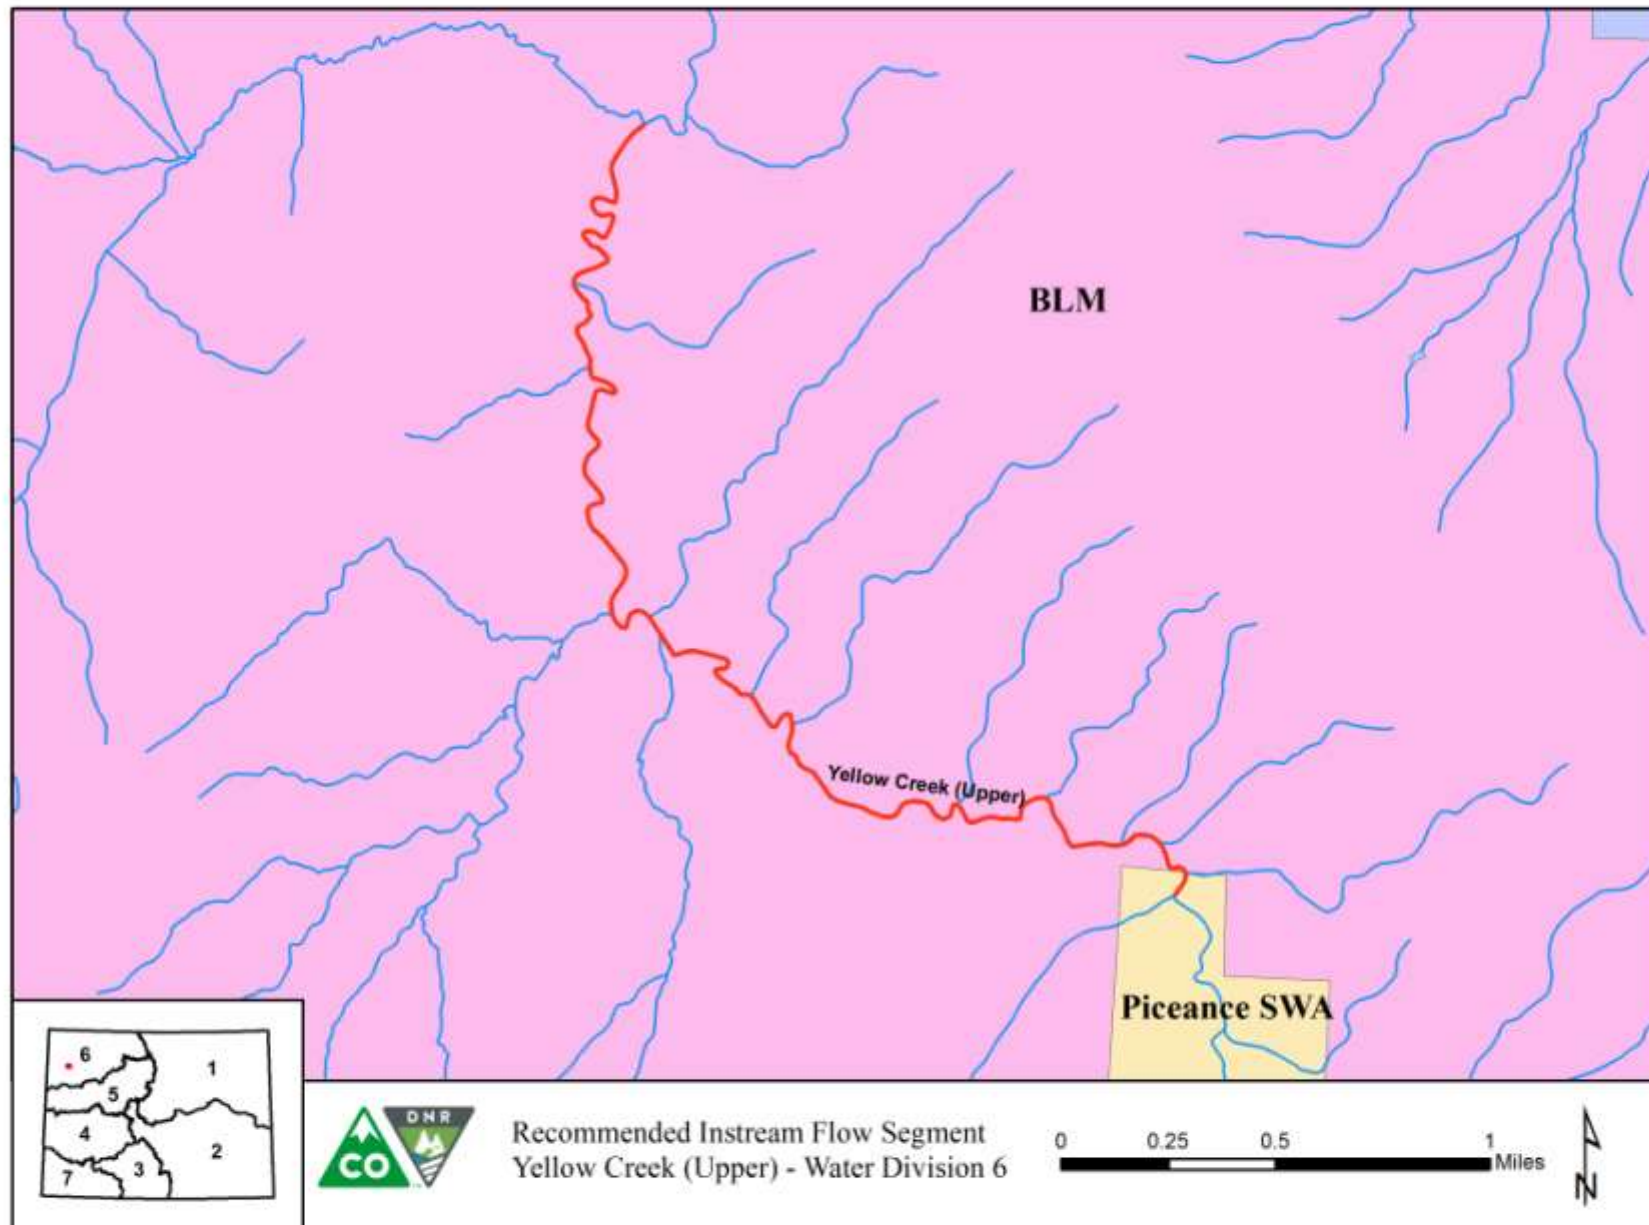 BLM
Yellow Creek (Upper)
Piceance SWA
6
1
5
4
2
3
7
CO
DNR
Recommended Instream Flow Segment
Yellow Creek (Upper) - Water Division 6
0 0.25 0.5 1
Miles
N